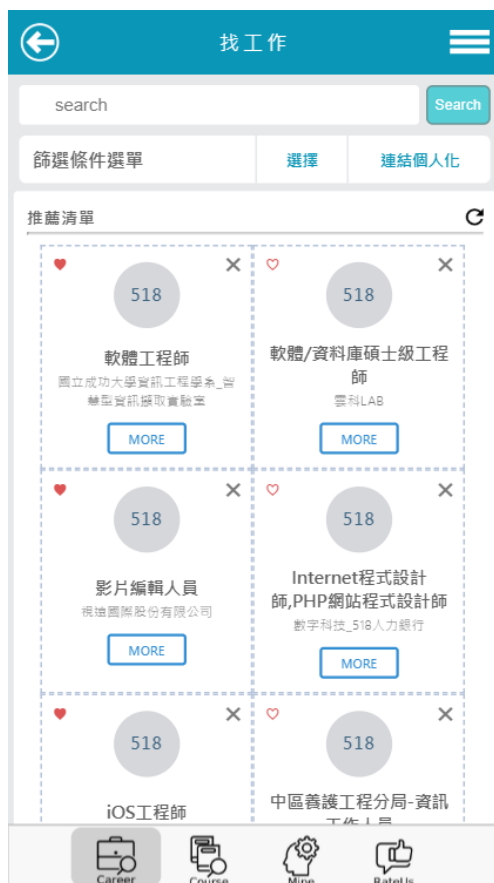 找工作
search
Search
篩選條件選單
選擇
連結個人化
推薦清單
518
軟體工程師
國立成功大學資訊工程學系_智
慧型資訊擷取實驗室
MORE
518
軟體/資料庫碩士級工程
師
雲科LAB
MORE
518
影片編輯人員
視雄國際股份有限公司
MORE
518
Internet程式設計
師,PHP網站程式設計師
數字科技_518人力銀行
MORE
518
iOS工程師
518
中區養護工程分局-資訊
工作人員
Career
Course
Mine
RateUs